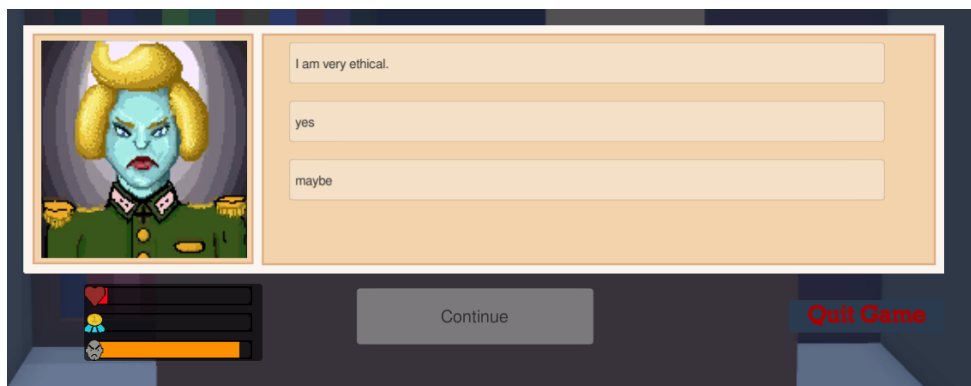 I am very ethical.
yes
maybe
Continue
Quit Game